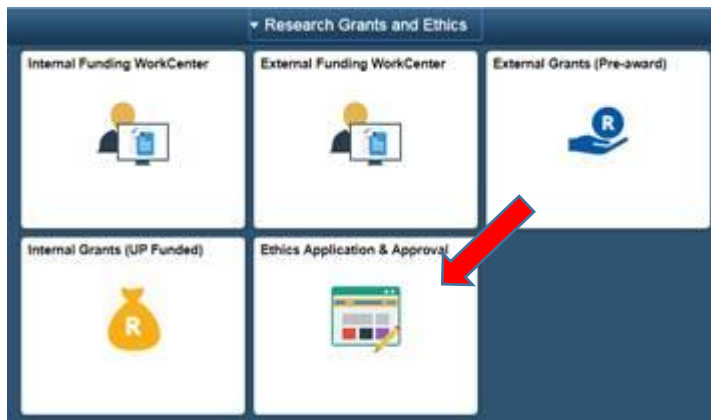 Research Grants and Ethics
Internal Funding WorkCenter
External Funding WorkCenter
External Grants (Pre-award)
R
Internal Grants (UP Funded)
Ethics Application & Approval
R